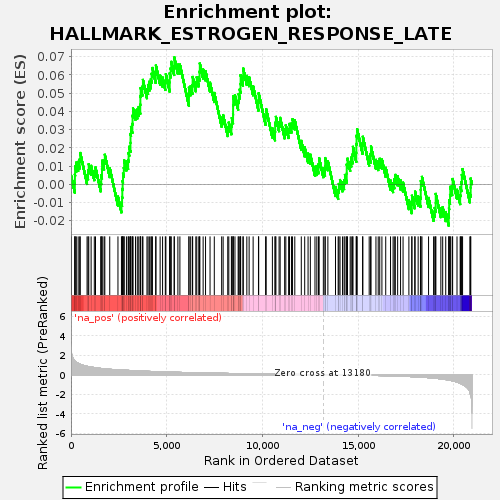 Enrichment plot:
HALLMARK_ESTROGEN_RESPONSE_LATE
Enrichment score (ES)
0.07
0.06
0.05
0.04
0.03
0.02
0.01
0.00
-0.01
-0.02
'na_pos' (positively correlated)
Ranked list metric (PreRanked)
6
4
2
0
-2
-4
-6
Zero cross at 13180
'na_neg' (negatively correlated)
0
5,000
10,000
15,000
20,000
Rank in Ordered Dataset
Enrichment profile
Hits
Ranking metric scores